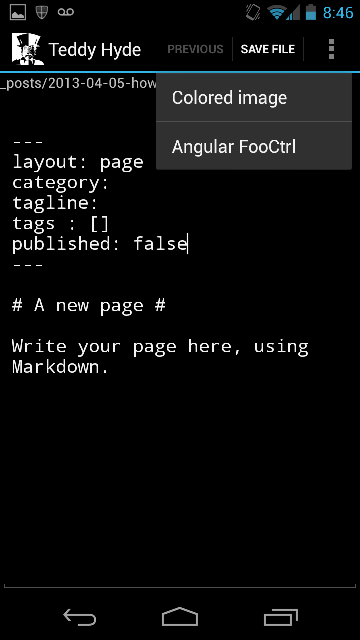 8:46
Teddy Hyde
PREVIOUS
SAVE FILE
_posts/2013-04-05-how
Colored image
Angular FooCtrl
---
layout: page
category:
tagline:
tags : []
published: false
---
# A new page #
Write your page here, using
Markdown.